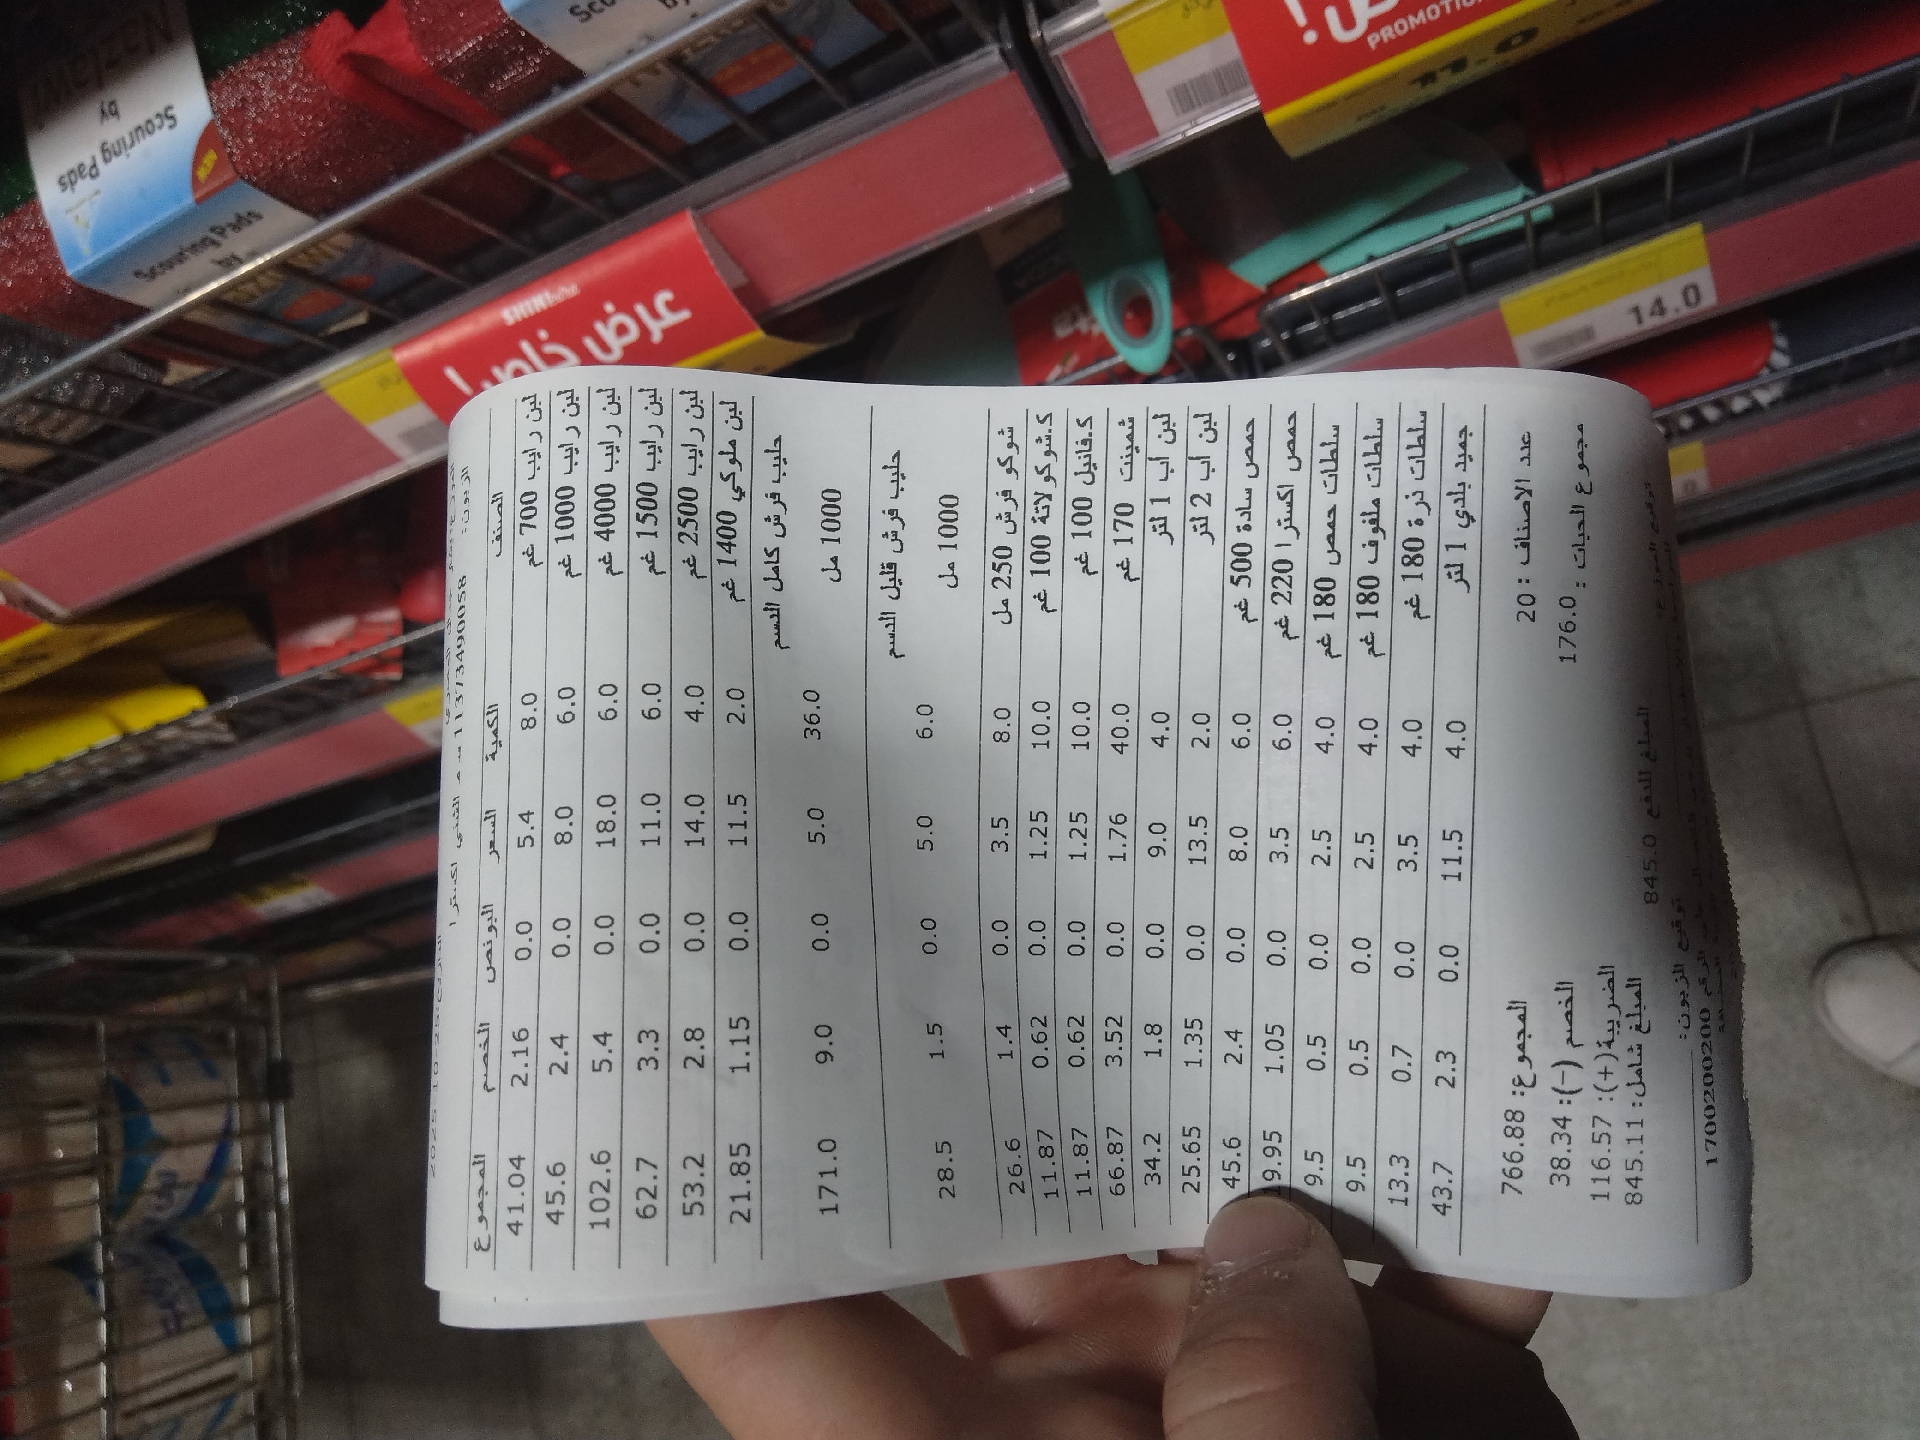 Scouring Pads
by
Nazlawi
NEW
Scouring Pads
by
عرض خاص!
PROMOTION
11.0
14.0
11373490058
الصنف الكمية السعر البونص الخصم المجموع
لبن رايب 700 غم 8.0 5.4 0.0 2.16 41.04
لبن رايب 1000 غم 6.0 8.0 0.0 2.4 45.6
لبن رايب 4000 غم 6.0 18.0 0.0 5.4 102.6
لبن رايب 1500 غم 6.0 11.0 0.0 3.3 62.7
لبن رايب 2500 غم 4.0 14.0 0.0 2.8 53.2
لبن ملوكي 1400 غم 2.0 11.5 0.0 1.15 21.85
حليب فرش كامل الدسم
1000 مل 36.0 5.0 0.0 9.0 171.0
حليب فرش قليل الدسم
1000 مل 6.0 5.0 0.0 1.5 28.5
شوكو فرش 250 مل 8.0 3.5 0.0 1.4 26.6
ك.شوكولاتة 100 غم 10.0 1.25 0.0 0.62 11.87
ك.فانيل 100 غم 10.0 1.25 0.0 0.62 11.87
شمينت 170 غم 40.0 1.76 0.0 3.52 66.87
لبن أب 1 لتر 4.0 9.0 0.0 1.8 34.2
لبن أب 2 لتر 2.0 13.5 0.0 1.35 25.65
حمص سادة 500 غم 6.0 8.0 0.0 2.4 45.6
حمص اكسترا 220 غم 6.0 3.5 0.0 1.05 9.95
سلطات حمص 180 غم 4.0 2.5 0.0 0.5 9.5
سلطات ملفوف 180 غم 4.0 2.5 0.0 0.5 9.5
سلطات ذرة 180 غم 4.0 3.5 0.0 0.7 13.3
جميد بلدي 1 لتر 4.0 11.5 0.0 2.3 43.7
عدد الاصناف : 20 المجموع: 766.88
مجموع الحبات : 176.0 الخصم (-): 38.34
الضريبة(+): 116.57
المبلغ للدفع 845.0 المبلغ شامل: 845.11
توقيع الزبون:
1700200200